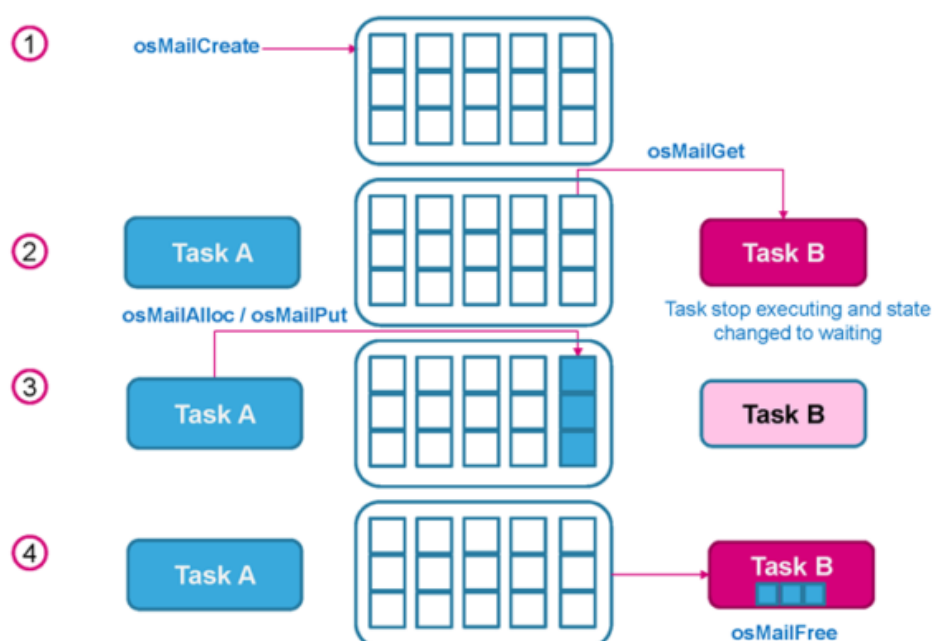 1
osMailCreate
osMailGet
2
Task A
Task B
Task stop executing and state
changed to waiting
osMailAlloc / osMailPut
3
Task A
Task B
4
Task A
Task B
osMailFree